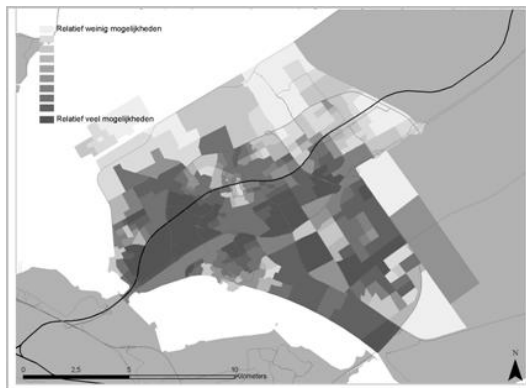 Relatief weinig mogelijkheden
Relatief veel mogelijkheden
N
0 2,5 5 10
Kilometers